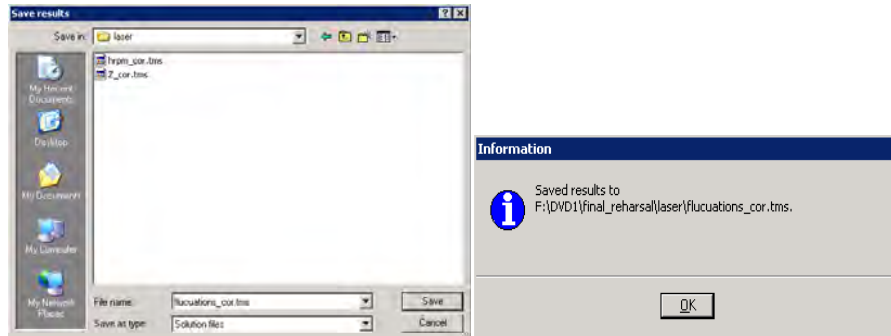 Save results
Save in:
laser
hrpm_cor.tms
Z_cor.tms
My Recent
Documents
Desktop
My Documents
My Computer
My Network
Places
File name:
flucuations_cor.tms
Save
Save as type:
Solution files
Cancel
Information
Saved results to
F:\DVD1\final_reharsal\laser\flucuations_cor.tms.
OK